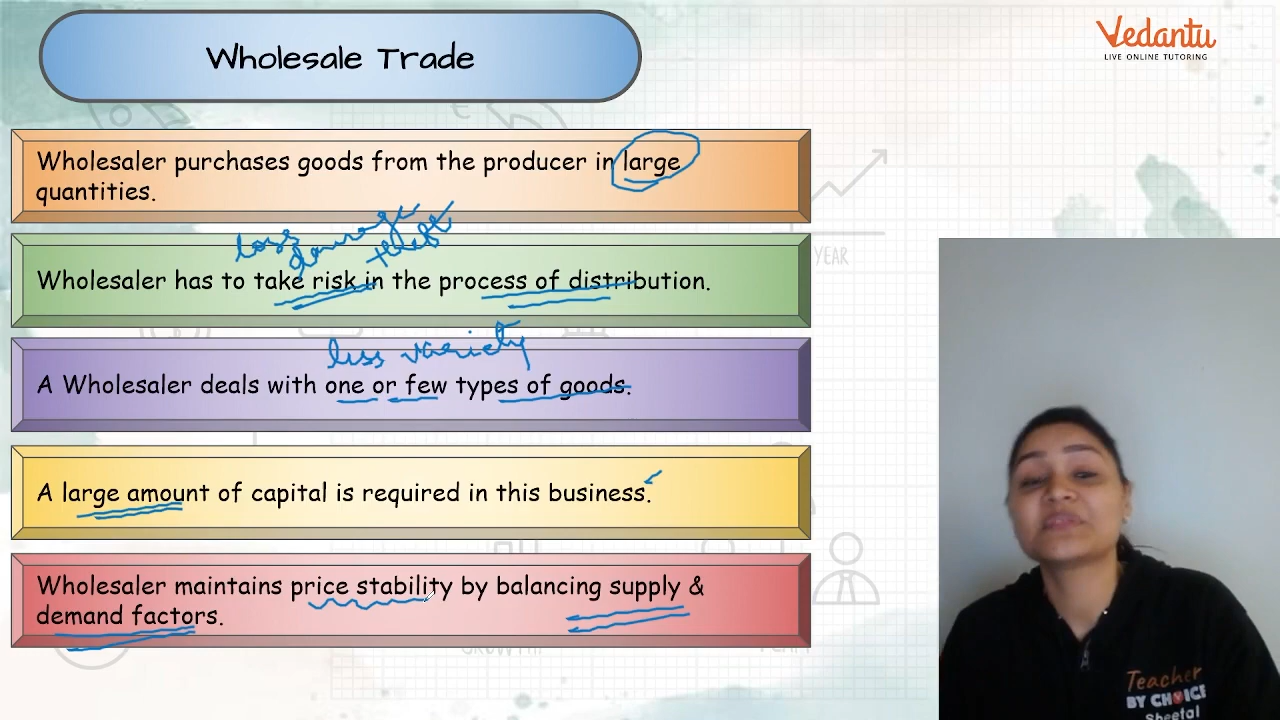 Wholesale Trade
Vedantu
LIVE ONLINE TUTORING
Wholesaler purchases goods from the producer in large
quantities.
loss
damage
theft
Wholesaler has to take risk in the process of distribution.
YEAR
less variety
A Wholesaler deals with one or few types of goods.
A large amount of capital is required in this business.
Wholesaler maintains price stability by balancing supply &
demand factors.
GROWTH
TEAM
Teacher
BY CHOICE
Sheetal